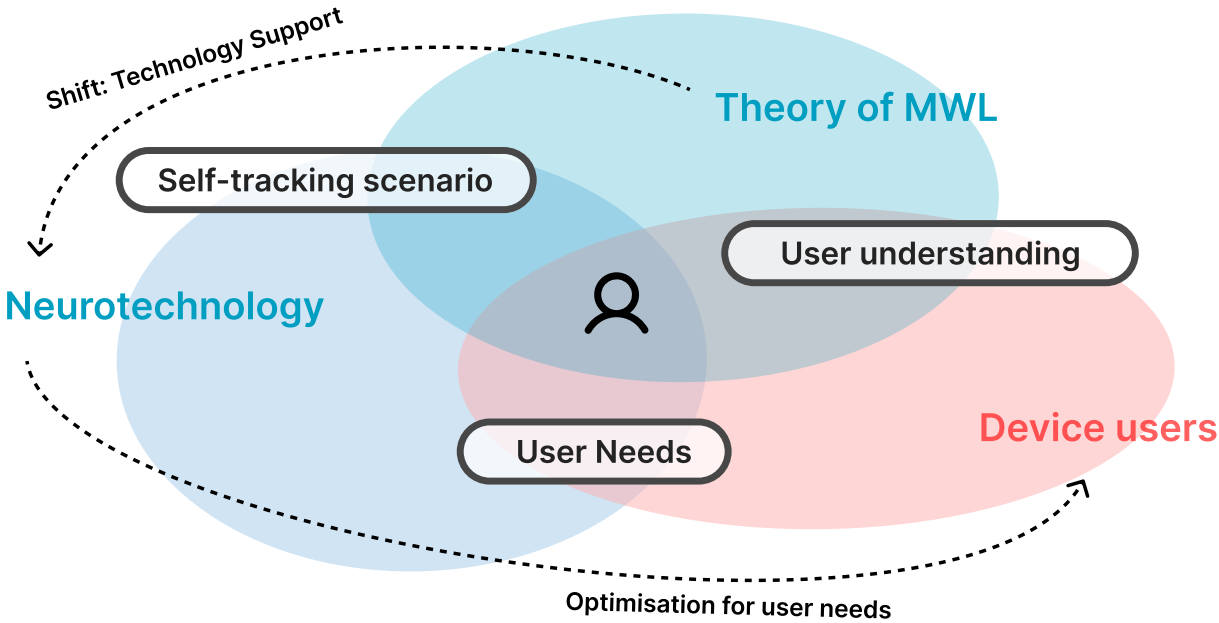 Shift: Technology Support
Theory of MWL
Self-tracking scenario
User understanding
Neurotechnology
Device users
User Needs
Optimisation for user needs